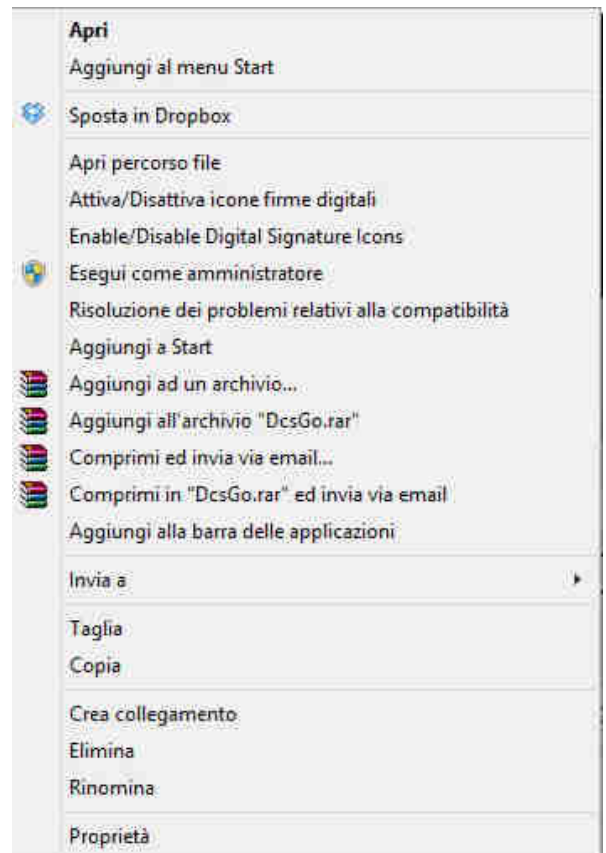 Apri
Aggiungi al menu Start
Sposta in Dropbox
Apri percorso file
Attiva/Disattiva icone firme digitali
Enable/Disable Digital Signature Icons
Esegui come amministratore
Risoluzione dei problemi relativi alla compatibilità
Aggiungi a Start
Aggiungi ad un archivio...
Aggiungi all'archivio "DcsGo.rar"
Comprimi ed invia via email...
Comprimi in "DcsGo.rar" ed invia via email
Aggiungi alla barra delle applicazioni
Invia a
Taglia
Copia
Crea collegamento
Elimina
Rinomina
Proprietà